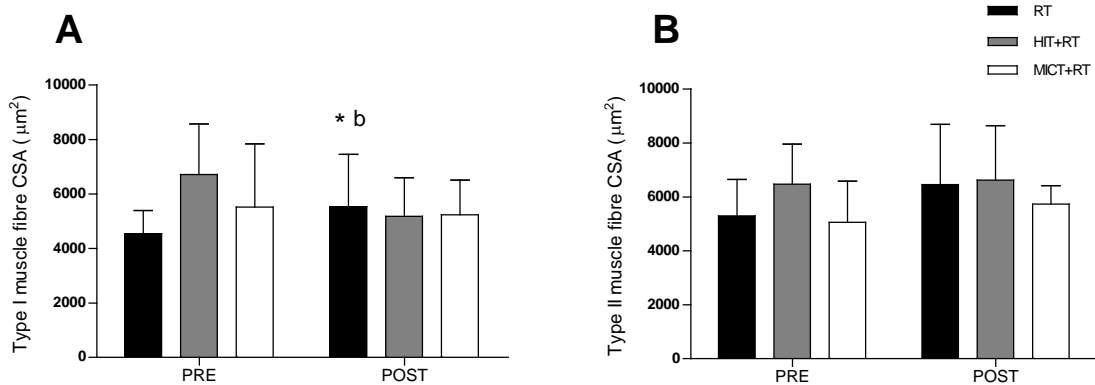 A
Type I muscle fibre CSA ( μm²)
10000
8000
6000
4000
2000
0
* b
PRE
POST
B
Type II muscle fibre CSA ( μm²)
10000
8000
6000
4000
2000
0
PRE
POST
RT
HIT+RT
MICT+RT